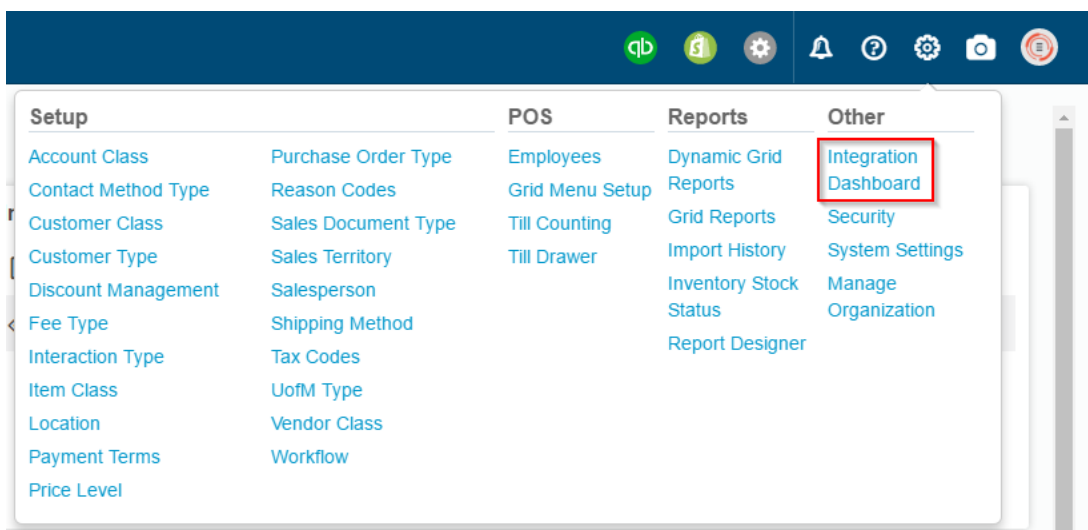 qb
S
Setup
Account Class
Contact Method Type
Customer Class
Customer Type
Discount Management
Fee Type
Interaction Type
Item Class
Location
Payment Terms
Price Level
Purchase Order Type
Reason Codes
Sales Document Type
Sales Territory
Salesperson
Shipping Method
Tax Codes
UofM Type
Vendor Class
Workflow
POS
Employees
Grid Menu Setup
Till Counting
Till Drawer
Reports
Dynamic Grid
Reports
Grid Reports
Import History
Inventory Stock
Status
Report Designer
Other
Integration
Dashboard
Security
System Settings
Manage
Organization